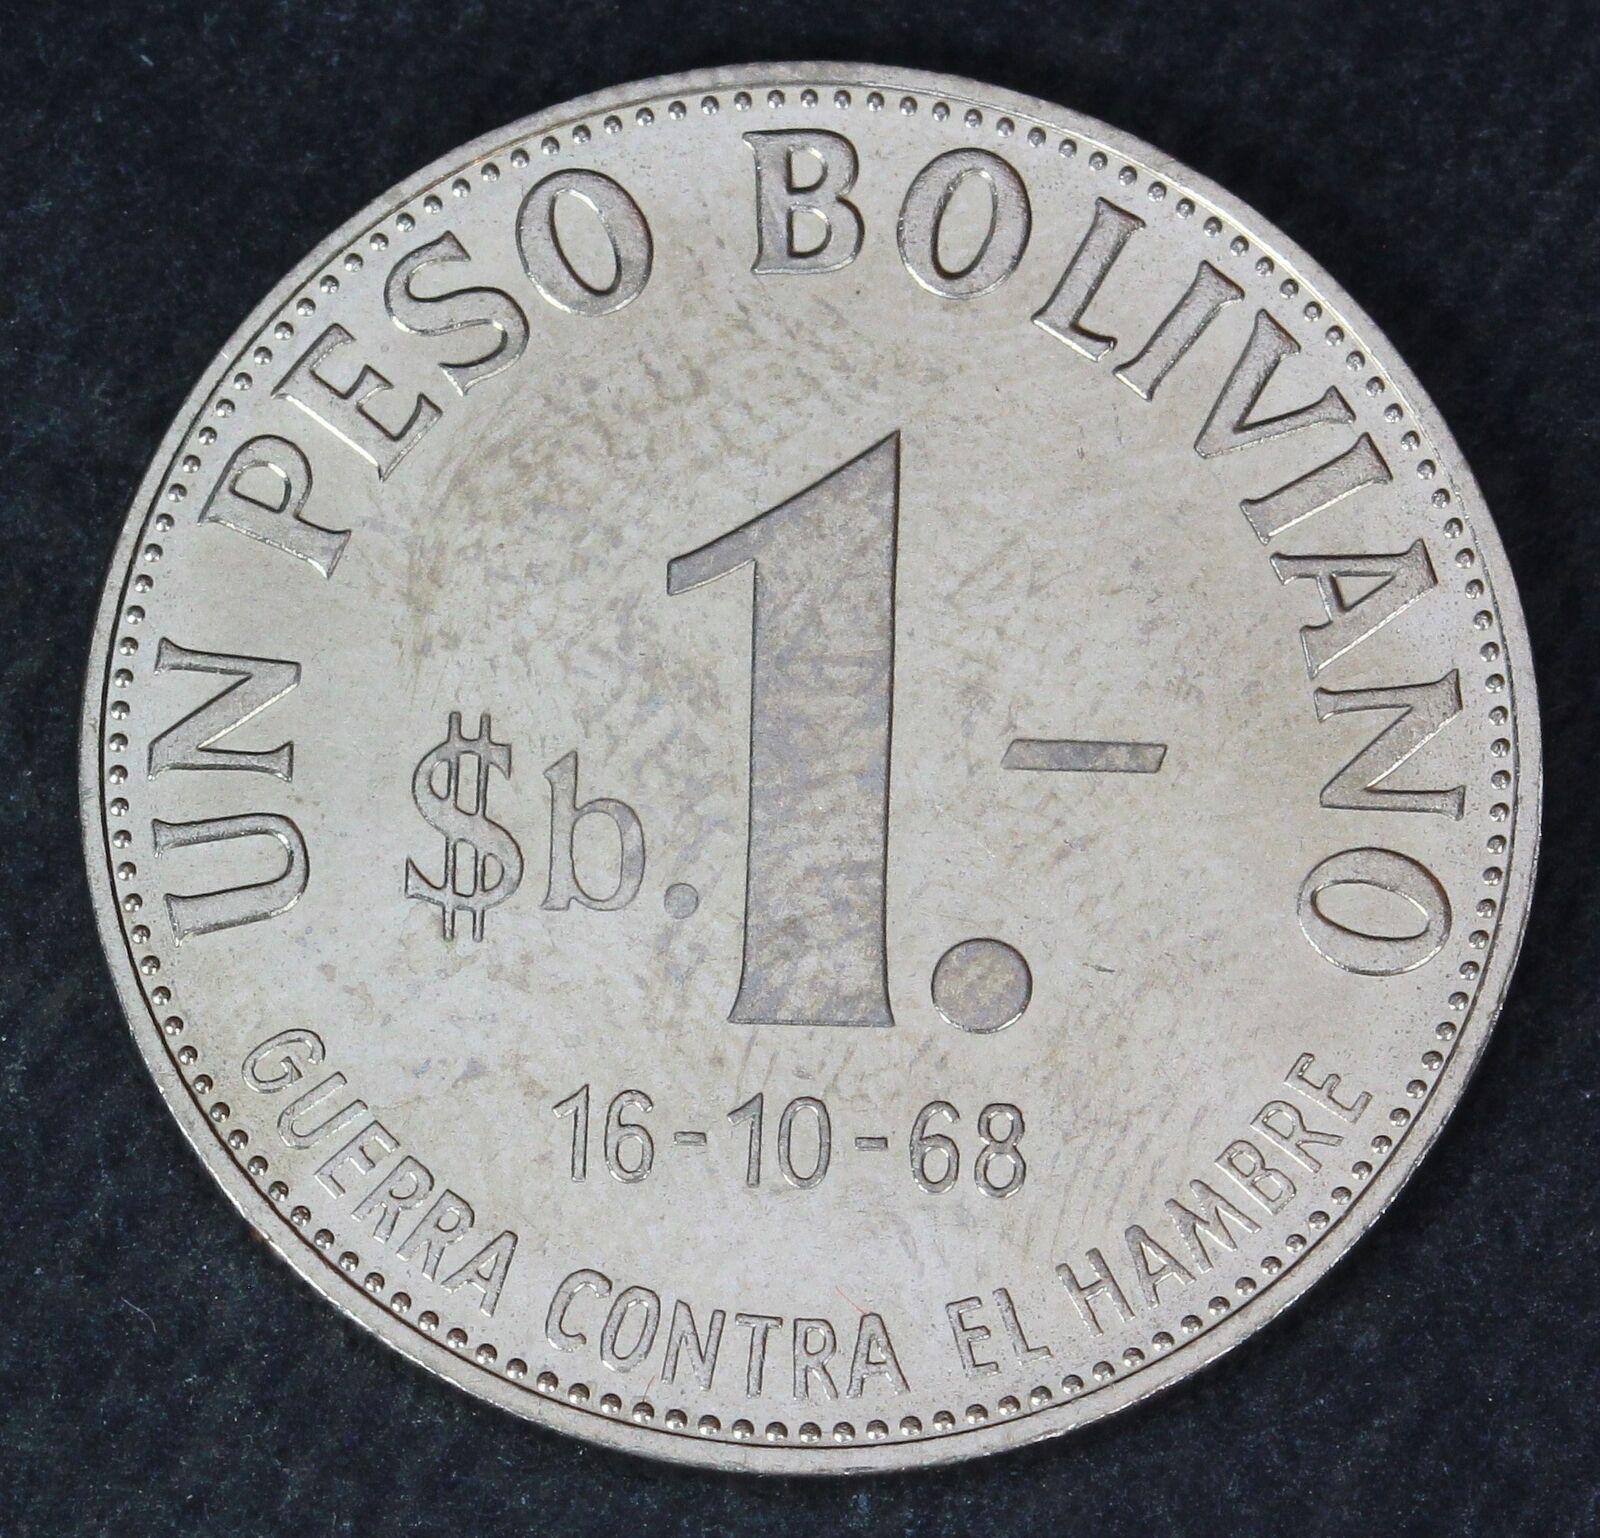 UN PESO BOLIVIANO
$b. 1.-
16-10-68
GUERRA CONTRA EL HAMBRE